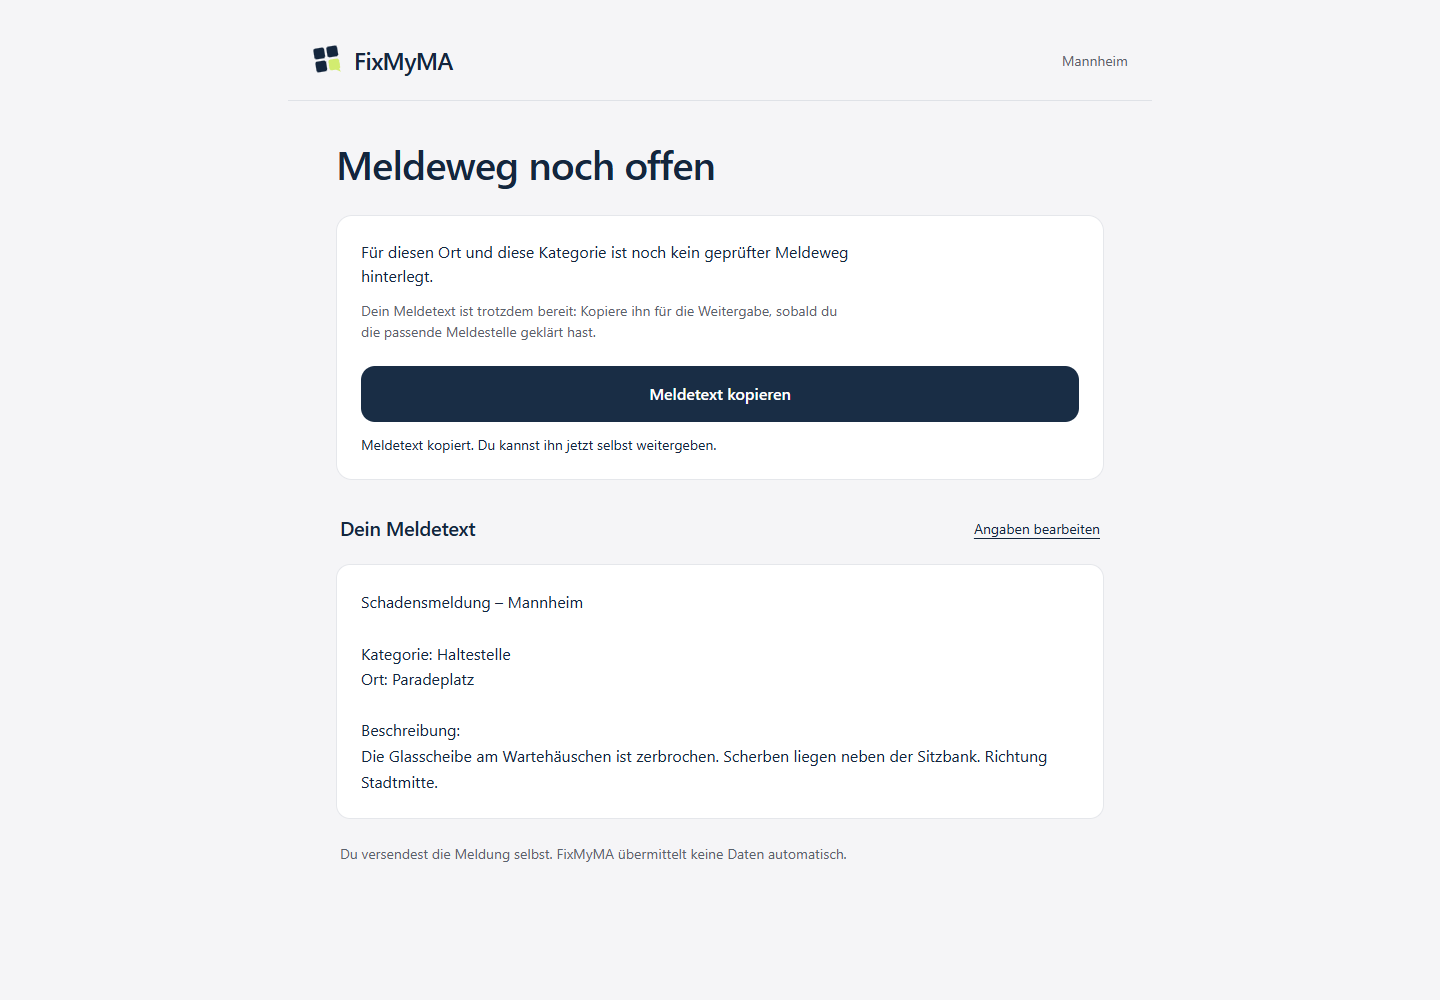 FixMyMA
Mannheim
Meldeweg noch offen
Für diesen Ort und diese Kategorie ist noch kein geprüfter Meldeweg
hinterlegt.
Dein Meldetext ist trotzdem bereit: Kopiere ihn für die Weitergabe, sobald du
die passende Meldestelle geklärt hast.
Meldetext kopieren
Meldetext kopiert. Du kannst ihn jetzt selbst weitergeben.
Dein Meldetext
Angaben bearbeiten
Schadensmeldung – Mannheim
Kategorie: Haltestelle
Ort: Paradeplatz
Beschreibung:
Die Glasscheibe am Wartehäuschen ist zerbrochen. Scherben liegen neben der Sitzbank. Richtung
Stadtmitte.
Du versendest die Meldung selbst. FixMyMA übermittelt keine Daten automatisch.